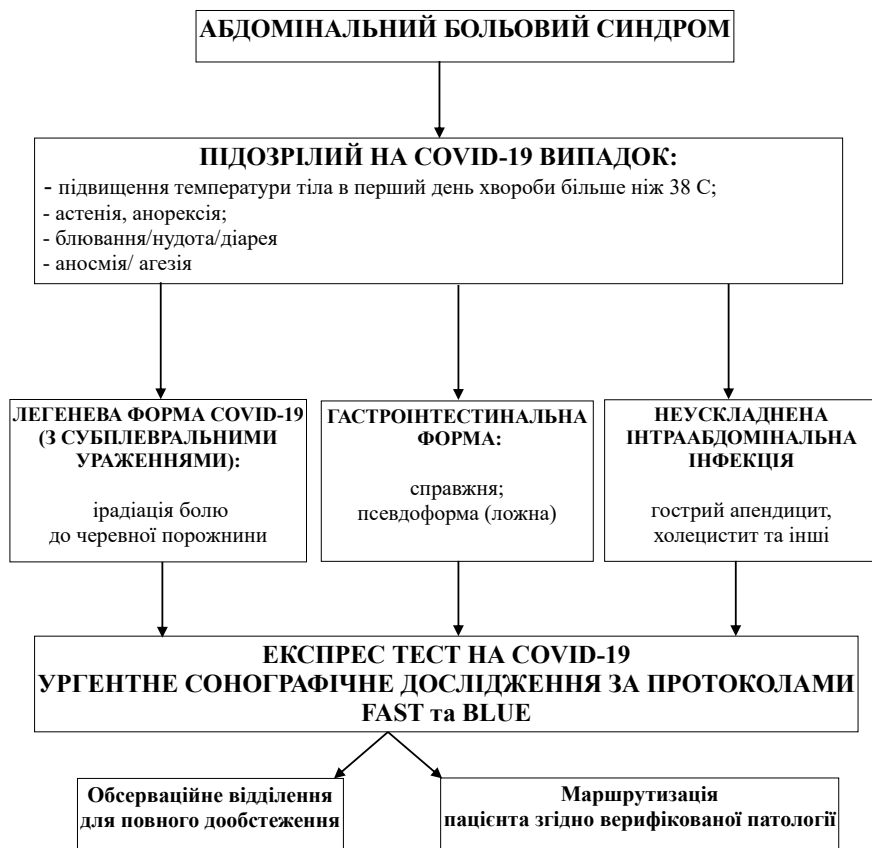 АБДОМІНАЛЬНИЙ БОЛЬОВИЙ СИНДРОМ
ПІДОЗРІЛИЙ НА COVID-19 ВИПАДОК:
- підвищення температури тіла в перший день хвороби більше ніж 38 С;
- астенія, анорексія;
- блювання/нудота/діарея
- аносмія/ агезія
ЛЕГЕНЕВА ФОРМА COVID-19
(З СУБПЛЕВРАЛЬНИМИ
УРАЖЕННЯМИ):
ірадіація болю
до черевної порожнини
ГАСТРОІНТЕСТИНАЛЬНА
ФОРМА:
справжня;
псевдоформа (ложна)
НЕУСКЛАДНЕНА
ІНТРААБДОМІНАЛЬНА
ІНФЕКЦІЯ
гострий апендицит,
холецистит та інші
ЕКСПРЕС ТЕСТ НА COVID-19
УРГЕНТНЕ СОНОГРАФІЧНЕ ДОСЛІДЖЕННЯ ЗА ПРОТОКОЛАМИ
FAST та BLUE
Обсерваційне відділення
для повного дообстеження
Маршрутизація
пацієнта згідно верифікованої патології